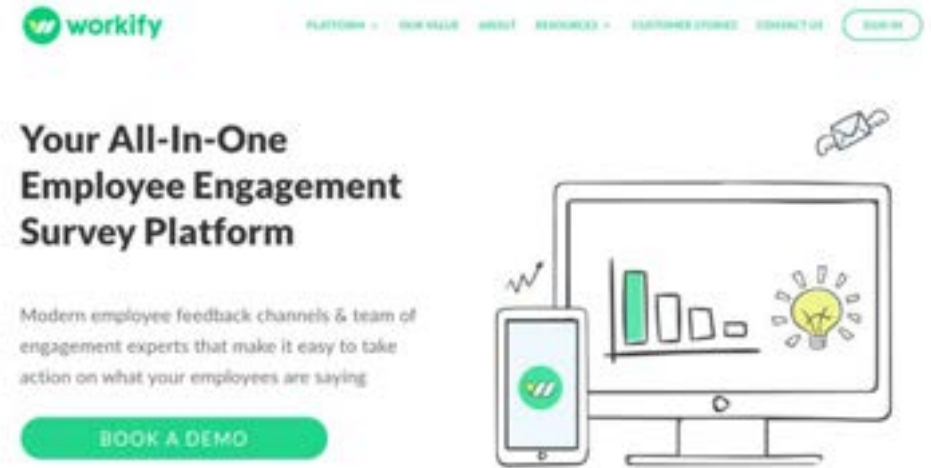 workify
PLATFORM OUR VALUE ABOUT RESOURCES CUSTOMER STORIES CONTACT US SIGN IN
Your All-In-One
Employee Engagement
Survey Platform
Modern employee feedback channels & team of
engagement experts that make it easy to take
action on what your employees are saying
BOOK A DEMO